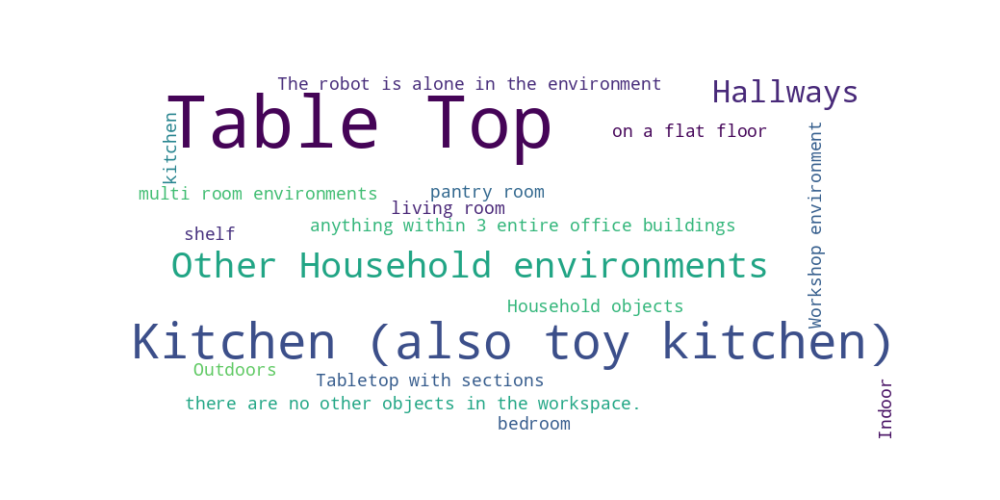 The robot is alone in the environment
Hallways
Table Top
on a flat floor
kitchen
Workshop environment
multi room environments
pantry room
living room
anything within 3 entire office buildings
shelf
Other Household environments
Household objects
Kitchen (also toy kitchen)
Outdoors
Tabletop with sections
Indoor
there are no other objects in the workspace.
bedroom